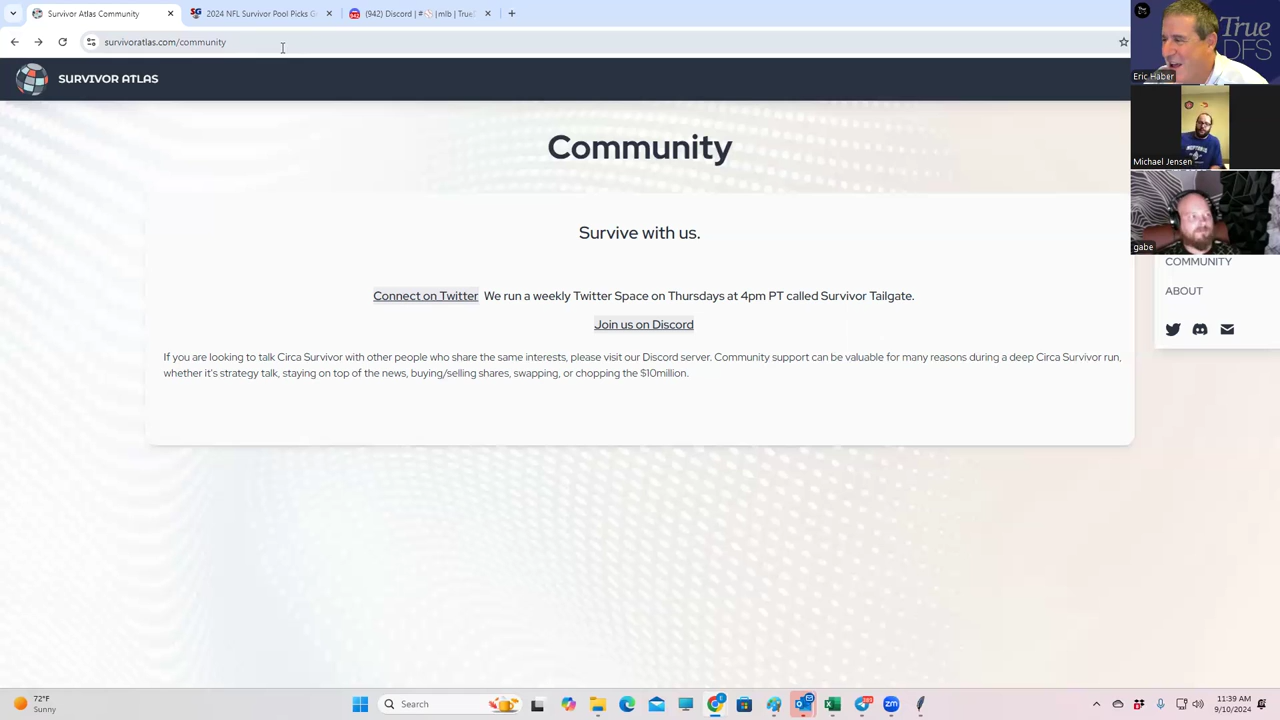 Survivor Atlas Community
2024 NFL Survivor Pool Picks G
(942) Discord | #⚾ | mlb | TrueD
survivoratlas.com/community
SURVIVOR ATLAS
Community
Survive with us.
Connect on Twitter We run a weekly Twitter Space on Thursdays at 4pm PT called Survivor Tailgate.
Join us on Discord
If you are looking to talk Circa Survivor with other people who share the same interests, please visit our Discord server. Community support can be valuable for many reasons during a deep Circa Survivor run,
whether it's strategy talk, staying on top of the news, buying/selling shares, swapping, or chopping the $10million.
True
DFS
Eric Haber
Michael Jensen
gabe
COMMUNITY
ABOUT
72°F
Sunny
Search
11:39 AM
9/10/2024